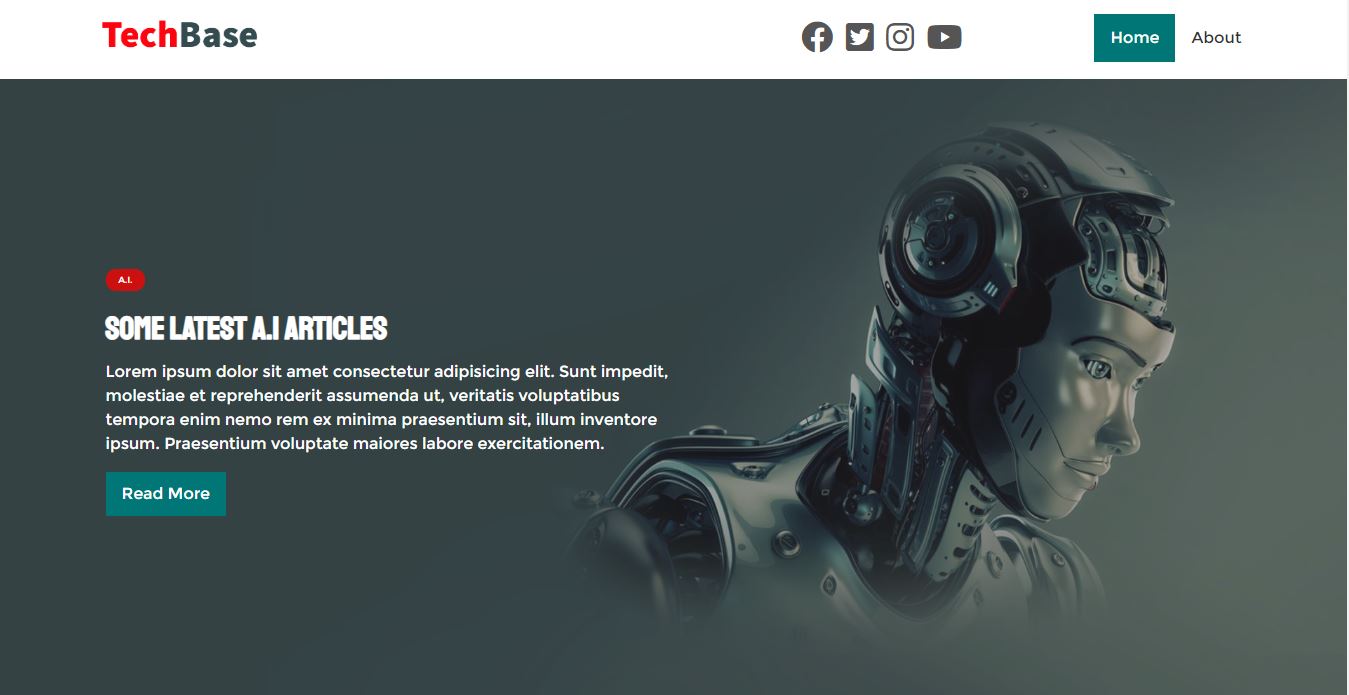 TechBase
Home
About
A.I.
SOME LATEST A.I ARTICLES
Lorem ipsum dolor sit amet consectetur adipisicing elit. Sunt impedit,
molestiae et reprehenderit assumenda ut, veritatis voluptatibus
tempora enim nemo rem ex minima praesentium sit, illum inventore
ipsum. Praesentium voluptate maiores labore exercitationem.
Read More